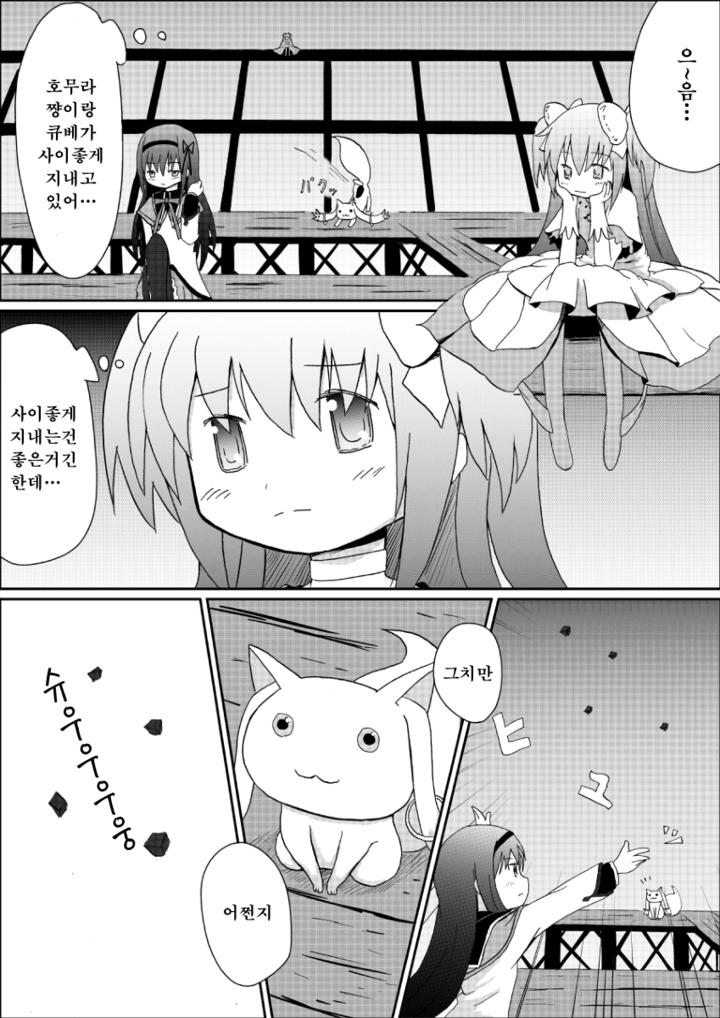 으~음…
호무라
쨩이랑
큐베가
사이좋게
지내고
있어…
パクッ
사이좋게
지내는건
좋은거긴
한데…
ヒュ
그치만
어쩐지
슈우우우우웅